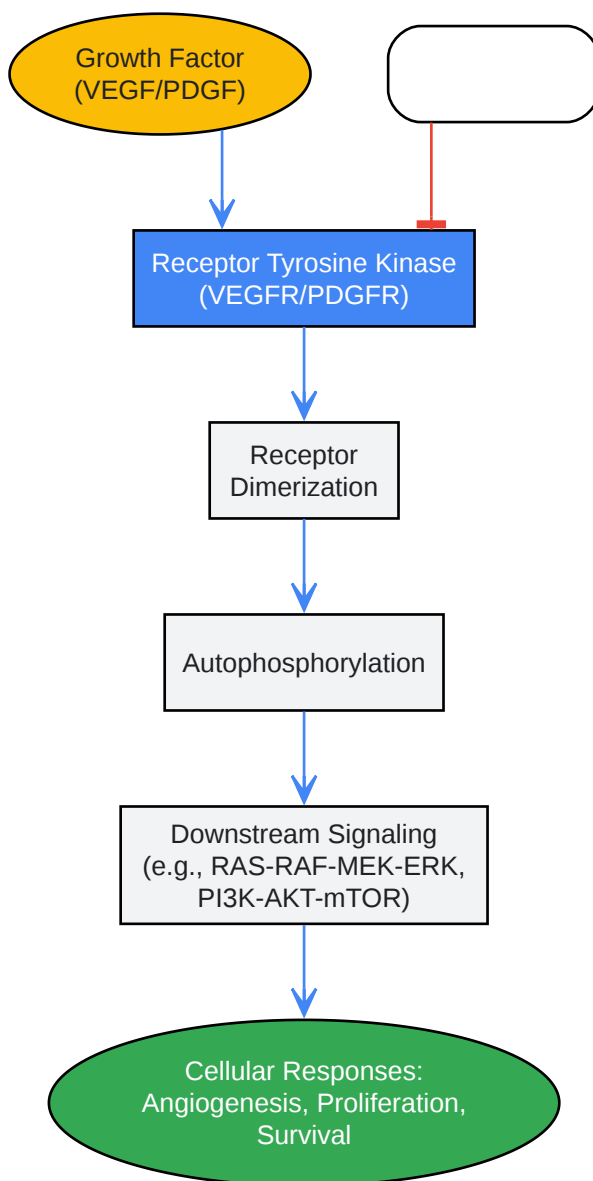 Growth Factor
(VEGF/PDGF)
Receptor Tyrosine Kinase
(VEGFR/PDGFR)
Receptor
Dimerization
Autophosphorylation
Downstream Signaling
(e.g., RAS-RAF-MEK-ERK,
PI3K-AKT-mTOR)
Cellular Responses:
Angiogenesis, Proliferation,
Survival